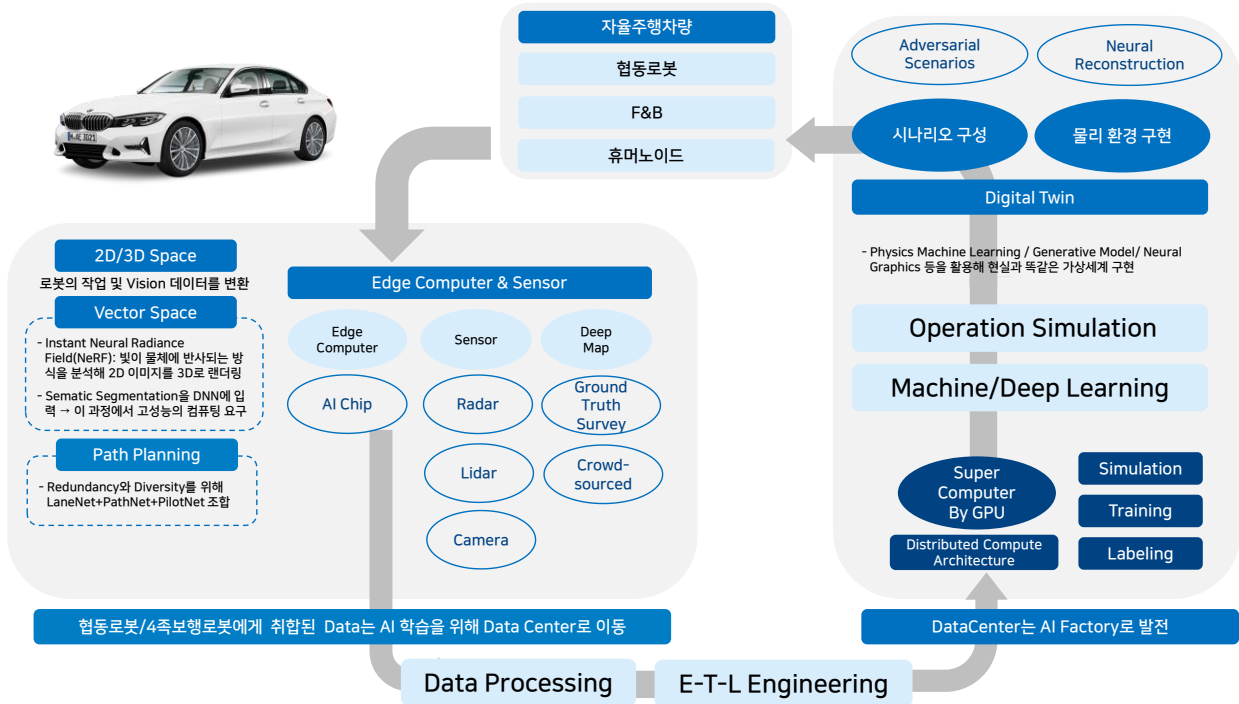 자율주행차량
협동로봇
F&B
휴머노이드
Adversarial
Scenarios
Neural
Reconstruction
시나리오 구성
물리 환경 구현
Digital Twin
- Physics Machine Learning / Generative Model/ Neural
Graphics 등을 활용해 현실과 똑같은 가상세계 구현
Operation Simulation
Machine/Deep Learning
Super
Computer
By GPU
Distributed Compute
Architecture
Simulation
Training
Labeling
DataCenter는 AI Factory로 발전
2D/3D Space
로봇의 작업 및 Vision 데이터를 변환
Vector Space
- Instant Neural Radiance
Field(NeRF): 빛이 물체에 반사되는 방
식을 분석해 2D 이미지를 3D로 랜더링
- Sematic Segmentation을 DNN에 입
력 → 이 과정에서 고성능의 컴퓨팅 요구
Path Planning
- Redundancy와 Diversity를 위해
LaneNet+PathNet+PilotNet 조합
Edge Computer & Sensor
Edge
Computer
AI Chip
Sensor
Radar
Lidar
Camera
Deep
Map
Ground
Truth
Survey
Crowd-
sourced
협동로봇/4족보행로봇에게 취합된 Data는 AI 학습을 위해 Data Center로 이동
Data Processing
E-T-L Engineering